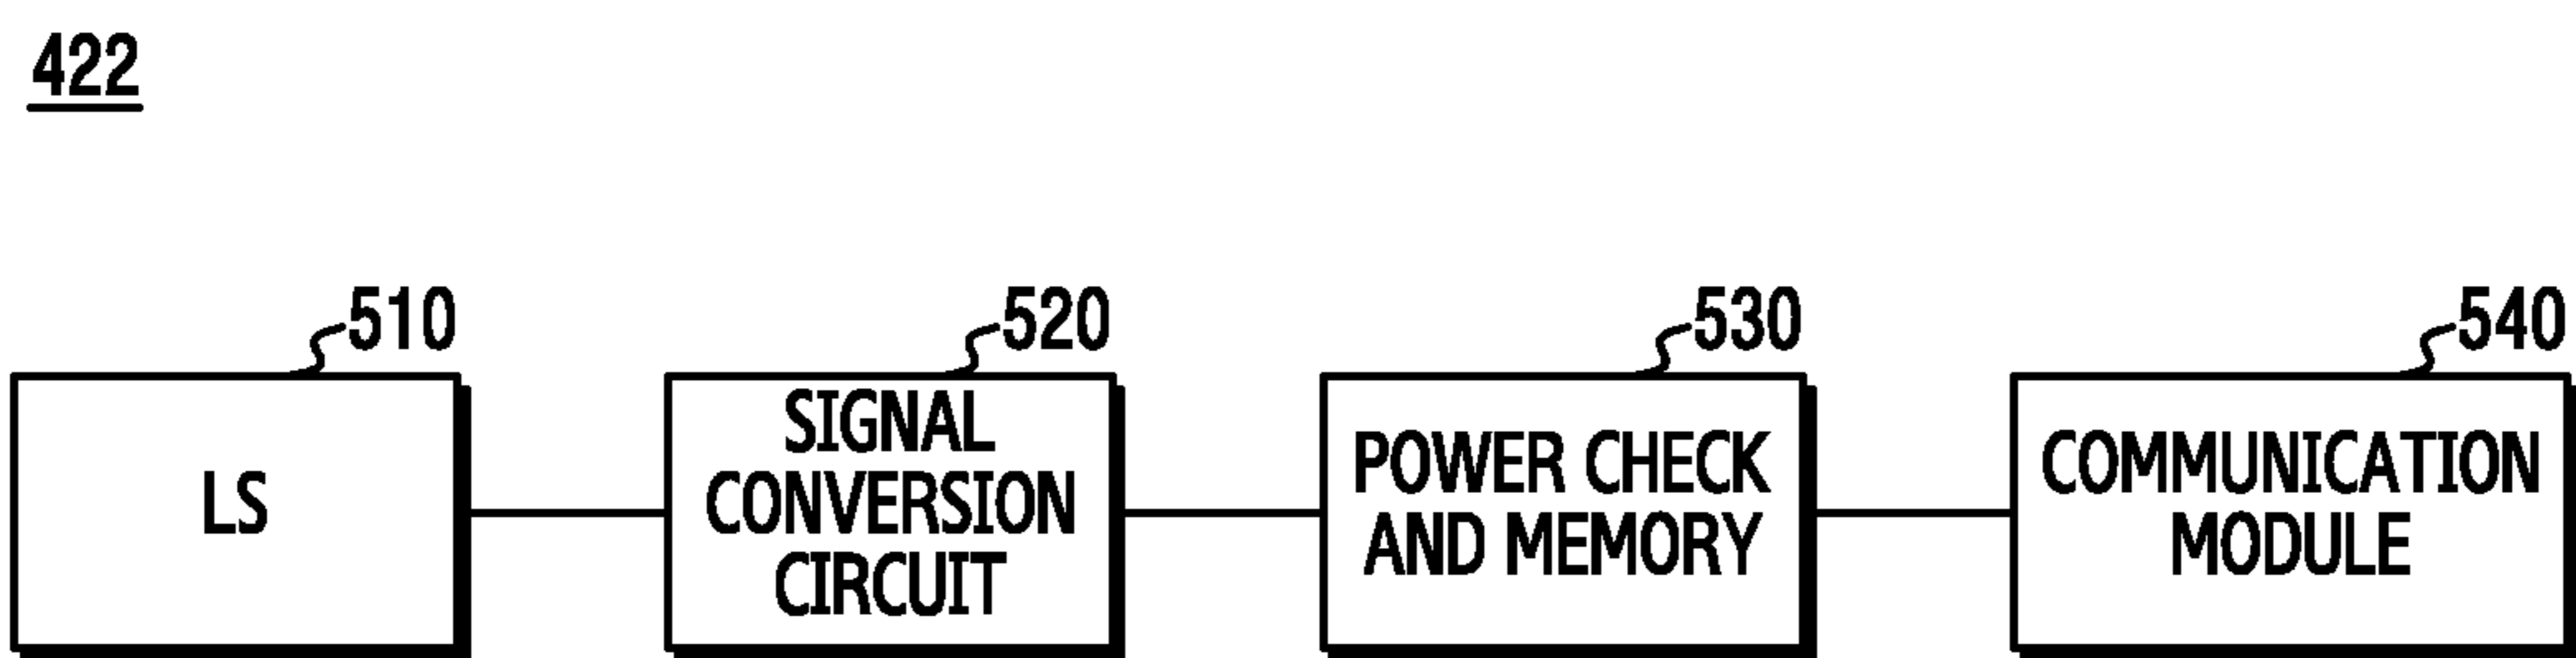 422
510
520
530
540
LS
SIGNAL
CONVERSION
CIRCUIT
POWER CHECK
AND MEMORY
COMMUNICATION
MODULE